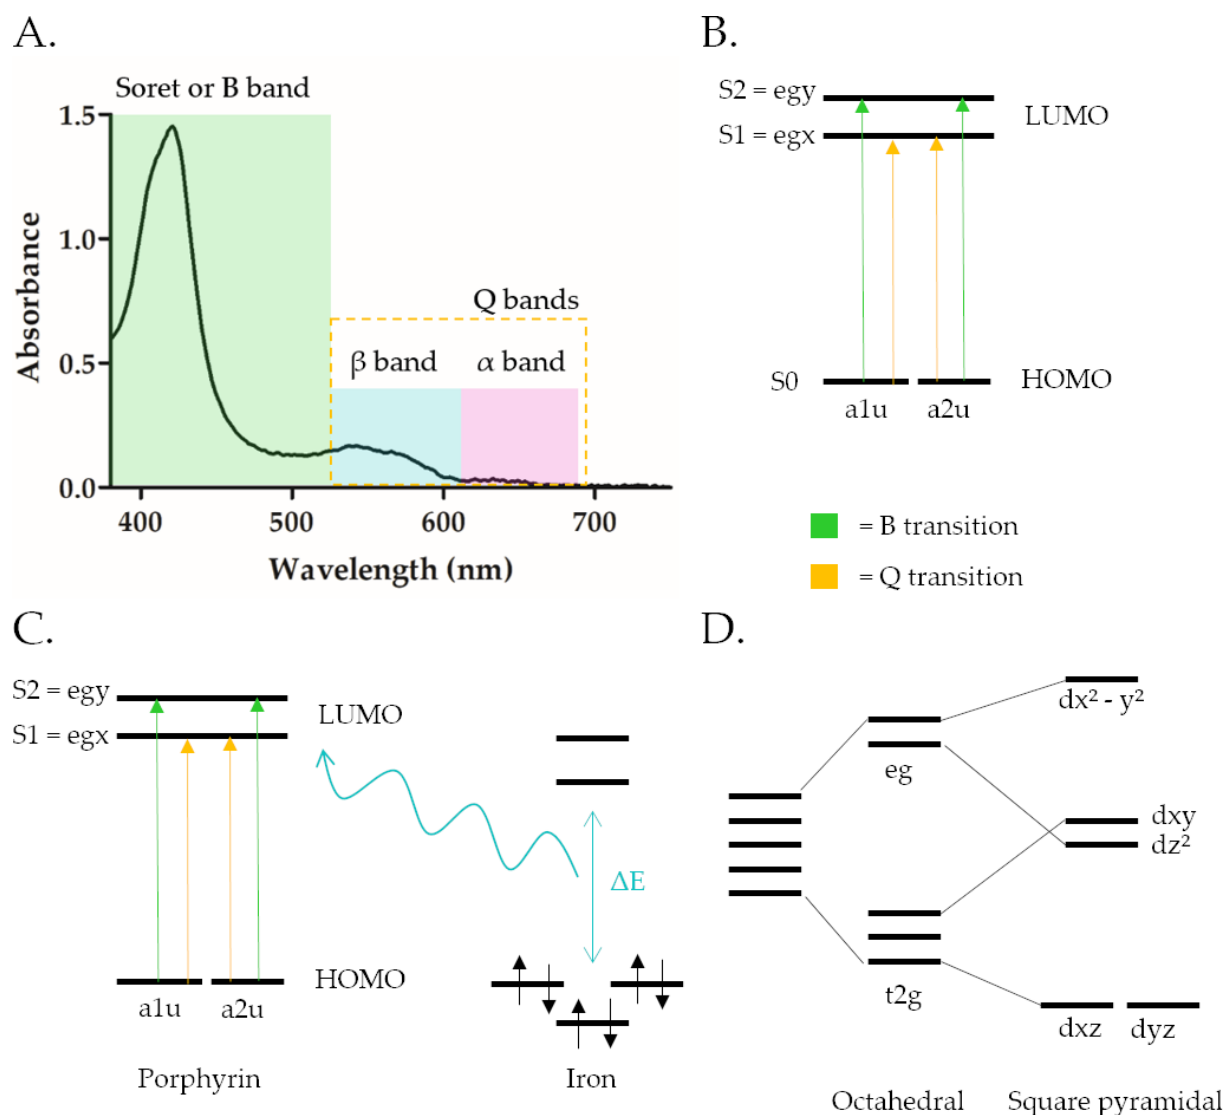 A.
Soret or B band
1.5
1.0
0.5
0.0
Absorbance
Q bands
β band
α band
400
500
600
700
Wavelength (nm)
B.
S2 = egy
LUMO
S1 = egx
S0
HOMO
a1u
a2u
= B transition
= Q transition
C.
S2 = egy
LUMO
S1 = egx
ΔE
HOMO
a1u
a2u
Porphyrin
Iron
D.
dx² - y²
eg
dxy
dz²
t2g
dxz
dyz
Octahedral
Square pyramidal